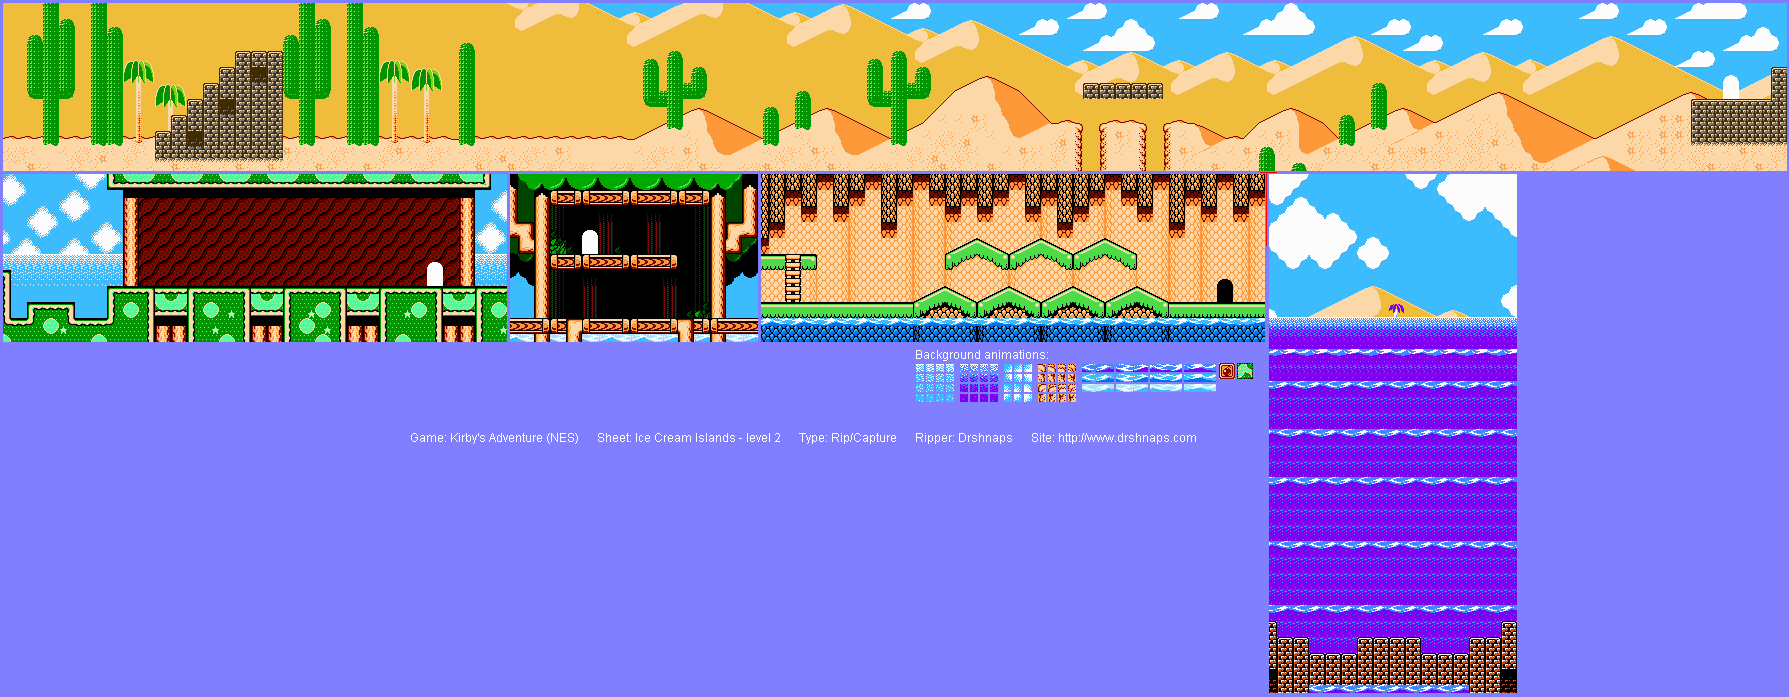 Background animations:
Game: Kirby's Adventure (NES) Sheet: Ice Cream Islands - level 2 Type: Rip/Capture Ripper: Drshnaps Site: http://www.drshnaps.com